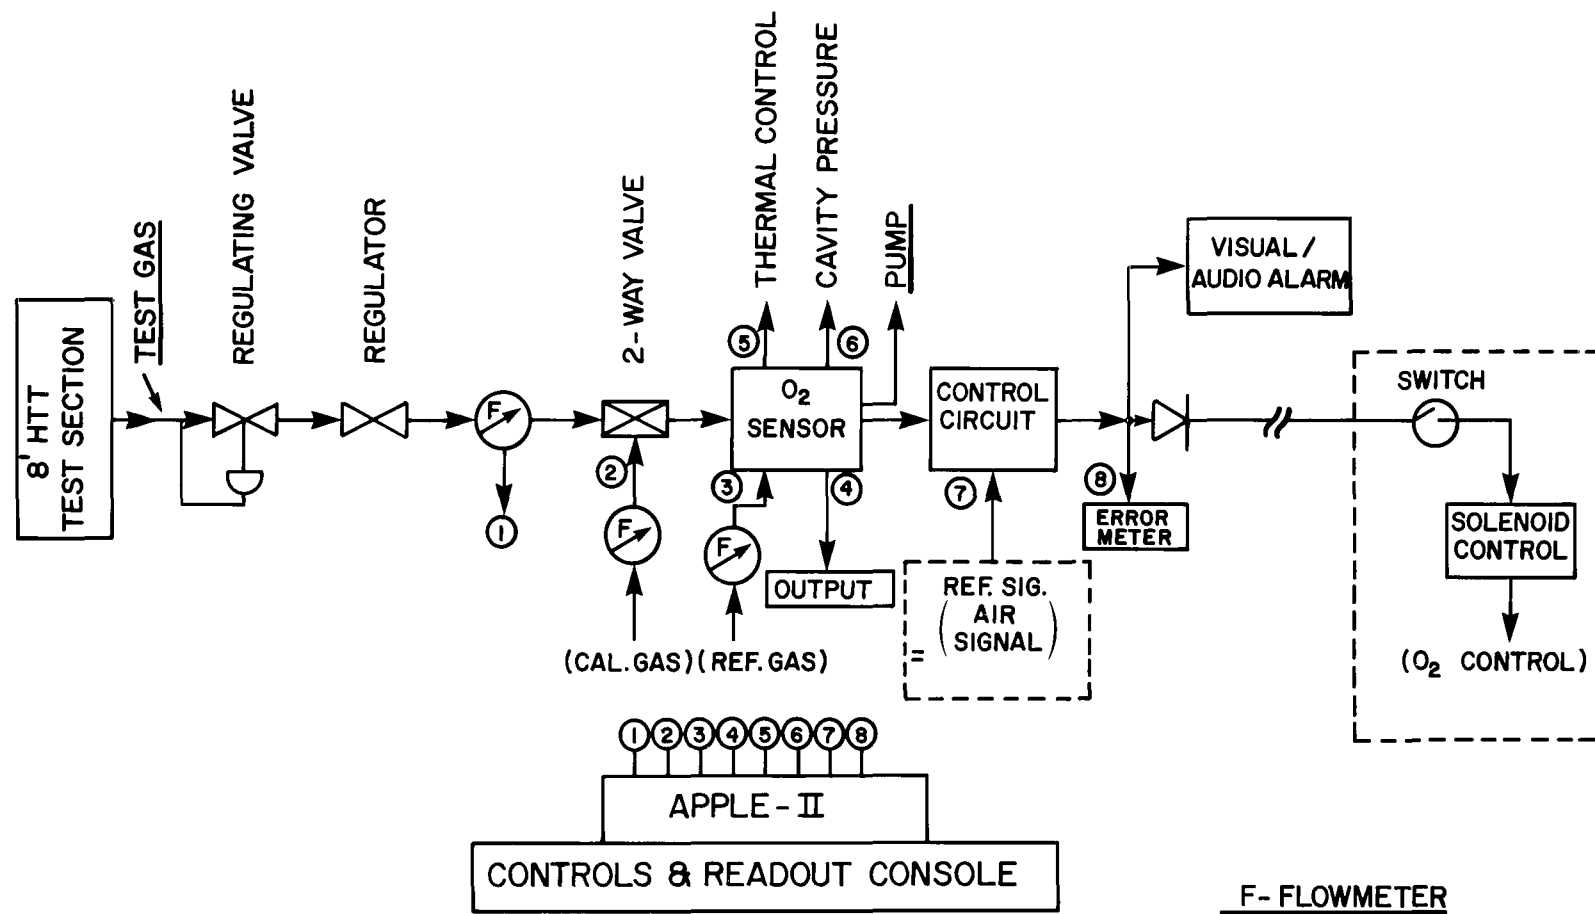 8' HTT
TEST SECTION
TEST GAS
REGULATING VALVE
REGULATOR
F
1
2-WAY VALVE
2
F
(CAL. GAS)
THERMAL CONTROL
5
CAVITY PRESSURE
6
PUMP
O2
SENSOR
3
F
(REF. GAS)
4
OUTPUT
CONTROL
CIRCUIT
7
REF. SIG.
= (AIR
SIGNAL)
VISUAL /
AUDIO ALARM
8
ERROR
METER
SWITCH
SOLENOID
CONTROL
(O2 CONTROL)
1 2 3 4 5 6 7 8
APPLE-II
CONTROLS & READOUT CONSOLE
F-FLOWMETER